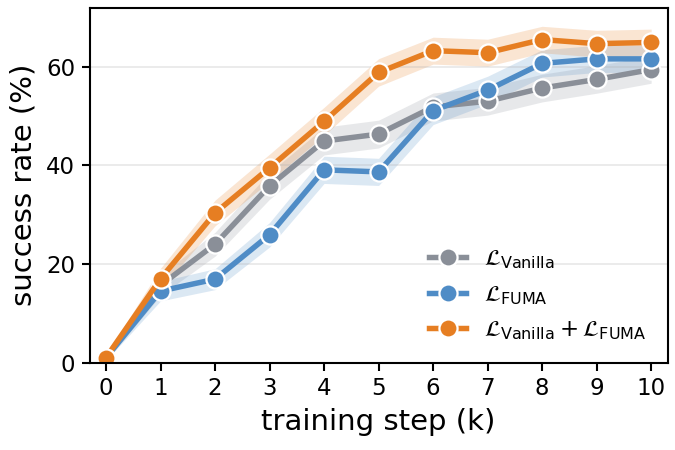 success rate (%)
60
40
20
0
ℒVanilla
ℒFUMA
ℒVanilla + ℒFUMA
0 1 2 3 4 5 6 7 8 9 10
training step (k)